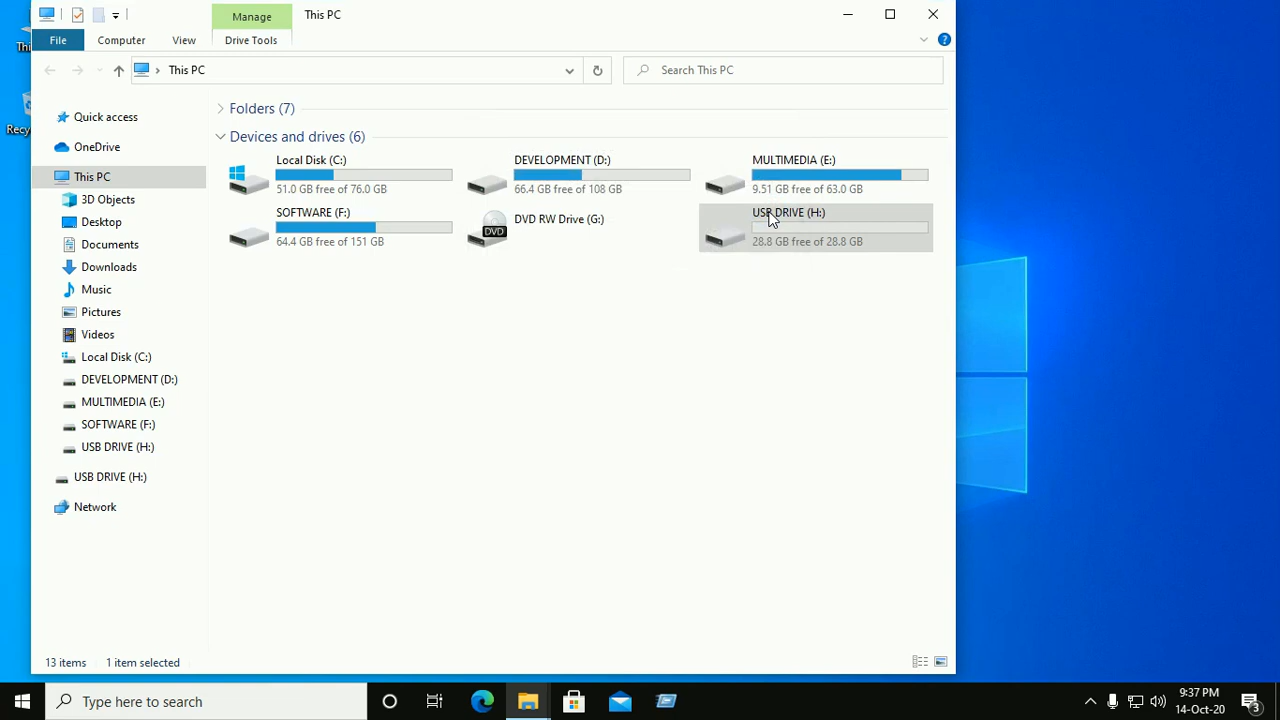 Manage
This PC
File
Computer
View
Drive Tools
This PC
Search This PC
Quick access
OneDrive
This PC
3D Objects
Desktop
Documents
Downloads
Music
Pictures
Videos
Local Disk (C:)
DEVELOPMENT (D:)
MULTIMEDIA (E:)
SOFTWARE (F:)
USB DRIVE (H:)
USB DRIVE (H:)
Network
Folders (7)
Devices and drives (6)
Local Disk (C:)
51.0 GB free of 76.0 GB
DEVELOPMENT (D:)
66.4 GB free of 108 GB
MULTIMEDIA (E:)
9.51 GB free of 63.0 GB
SOFTWARE (F:)
64.4 GB free of 151 GB
DVD RW Drive (G:)
DVD
USB DRIVE (H:)
28.8 GB free of 28.8 GB
13 items
1 item selected
Type here to search
9:37 PM
14-Oct-20
3